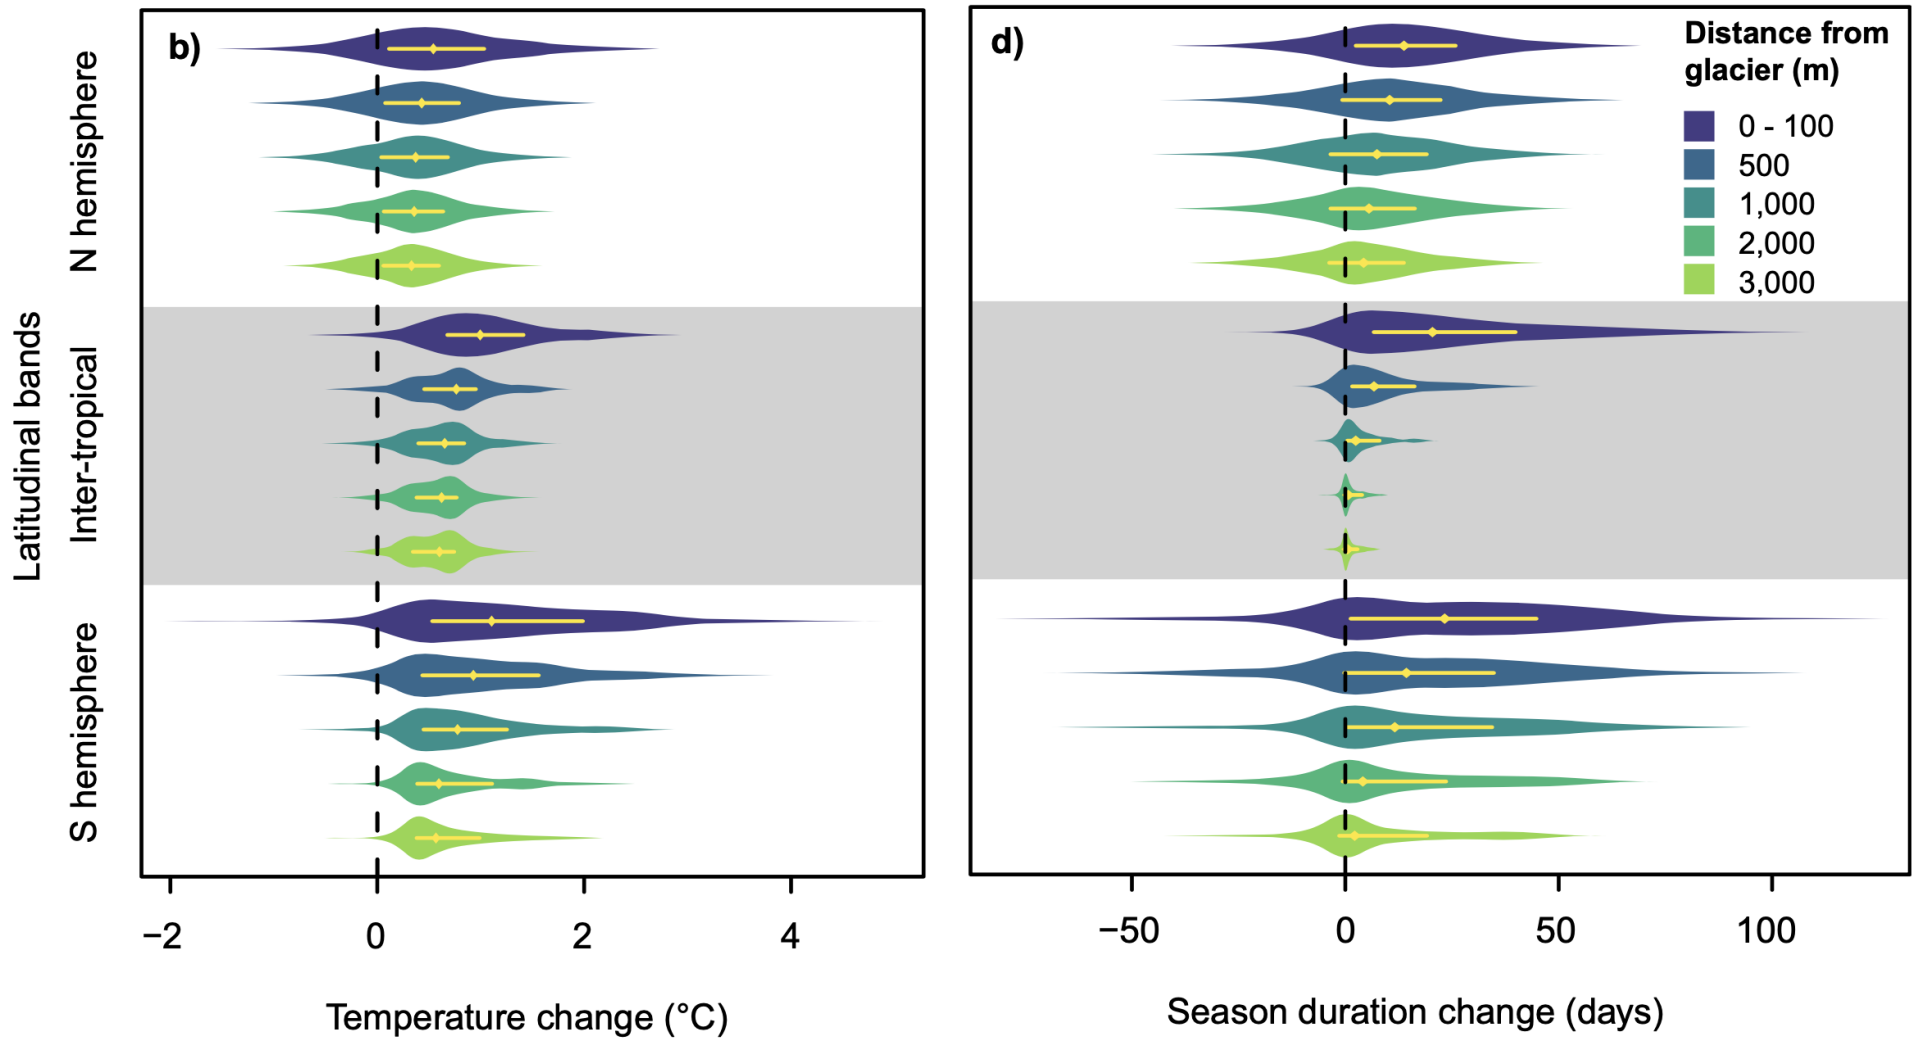 b)
d)
Distance from
glacier (m)
0 - 100
500
1,000
2,000
3,000
Latitudinal bands
N hemisphere
Inter-tropical
S hemisphere
−2
0
2
4
−50
0
50
100
Temperature change (°C)
Season duration change (days)